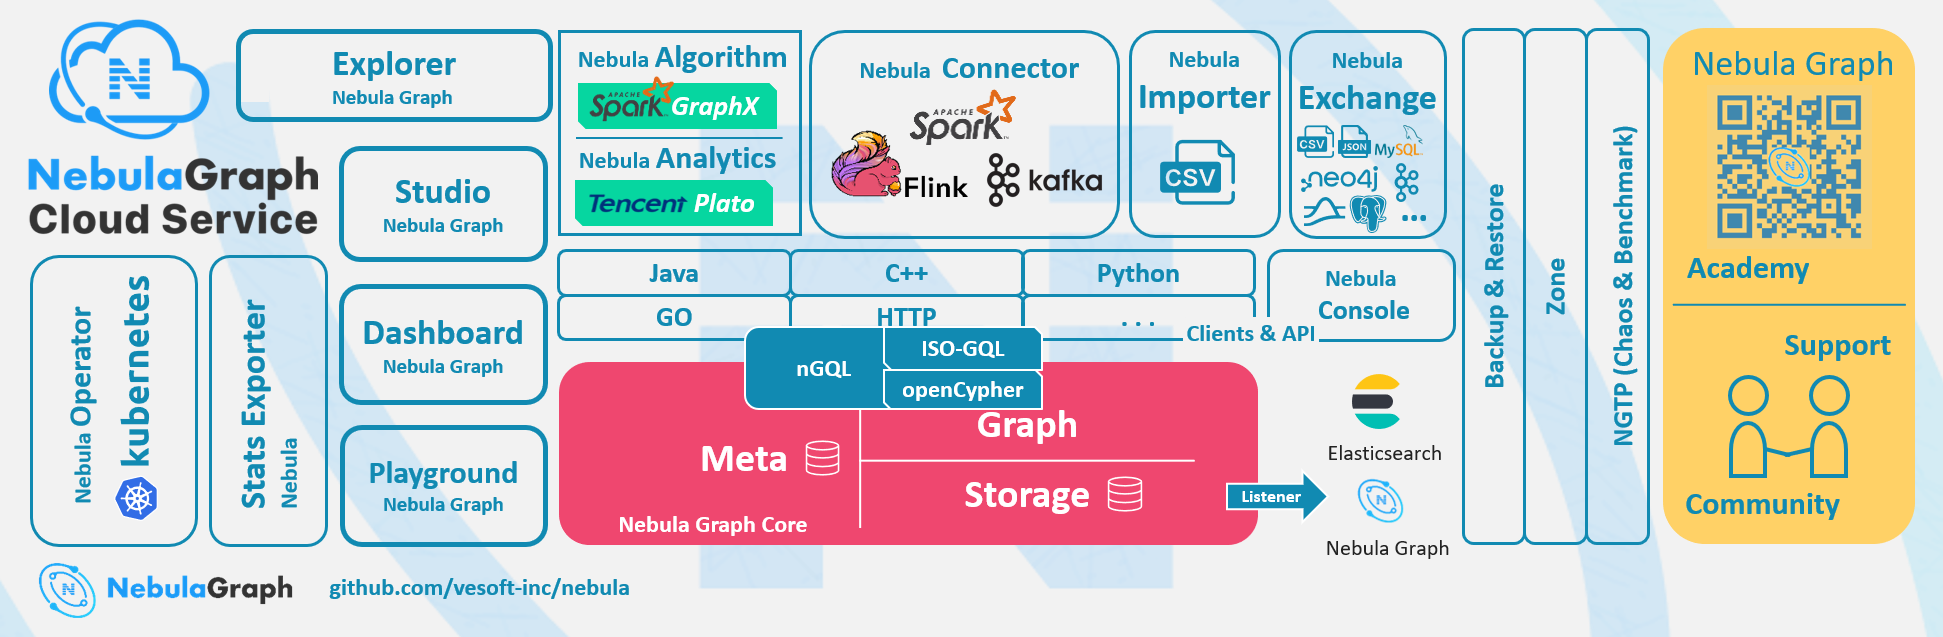 NebulaGraph
Cloud Service
Explorer
Nebula Graph
Studio
Nebula Graph
Dashboard
Nebula Graph
Playground
Nebula Graph
Nebula Operator
kubernetes
Stats Exporter
Nebula
Nebula Algorithm
APACHE
Spark GraphX
Nebula Analytics
Tencent Plato
Nebula Connector
APACHE
Spark
Flink
kafka
Nebula
Importer
CSV
Nebula
Exchange
CSV
JSON
MySQL
neo4j
...
Java
C++
Python
GO
HTTP
...
Clients & API
Nebula
Console
nGQL
ISO-GQL
openCypher
Meta
Graph
Storage
Nebula Graph Core
Listener
Elasticsearch
Nebula Graph
Backup & Restore
Zone
NGTP (Chaos & Benchmark)
Nebula Graph
Academy
Support
Community
NebulaGraph
github.com/vesoft-inc/nebula